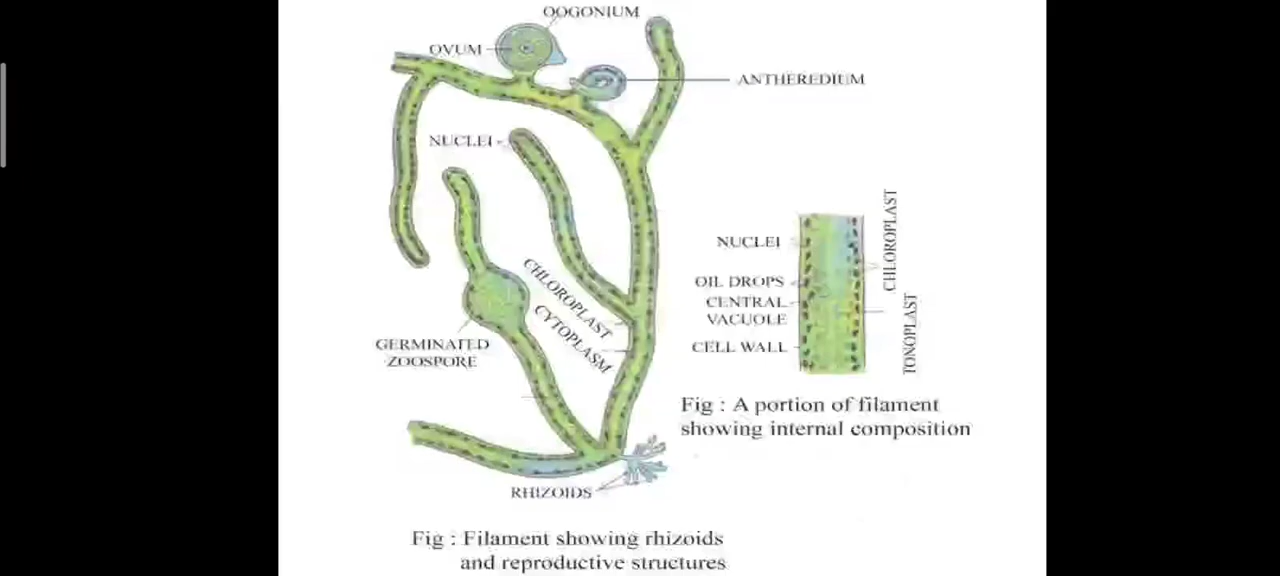 OOGONIUM
OVUM
ANTHEREDIUM
NUCLEI
CHLOROPLAST
CYTOPLASM
GERMINATED
ZOOSPORE
RHIZOIDS
Fig : Filament showing rhizoids
and reproductive structures
NUCLEI
OIL DROPS
CENTRAL
VACUOLE
CELL WALL
CHLOROPLAST
TONOPLAST
Fig : A portion of filament
showing internal composition